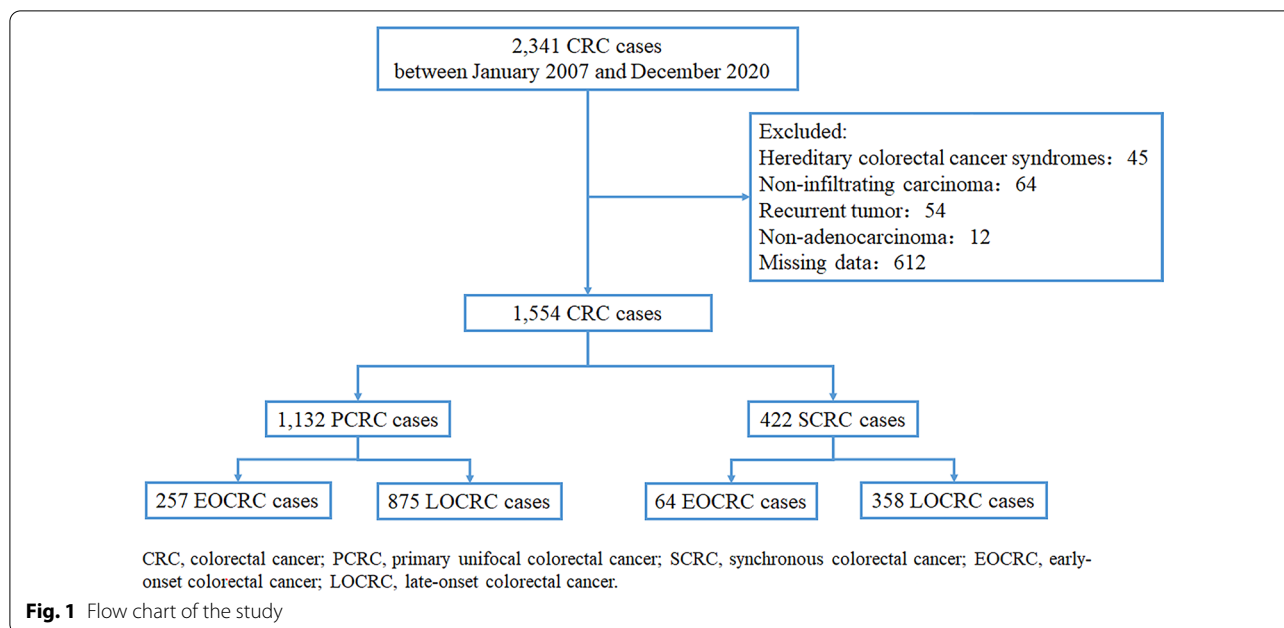 2,341 CRC cases
between January 2007 and December 2020
Excluded:
Hereditary colorectal cancer syndromes：45
Non-infiltrating carcinoma：64
Recurrent tumor：54
Non-adenocarcinoma：12
Missing data：612
1,554 CRC cases
1,132 PCRC cases
422 SCRC cases
257 EOCRC cases
875 LOCRC cases
64 EOCRC cases
358 LOCRC cases
CRC, colorectal cancer; PCRC, primary unifocal colorectal cancer; SCRC, synchronous colorectal cancer; EOCRC, early-
onset colorectal cancer; LOCRC, late-onset colorectal cancer.
Fig. 1 Flow chart of the study